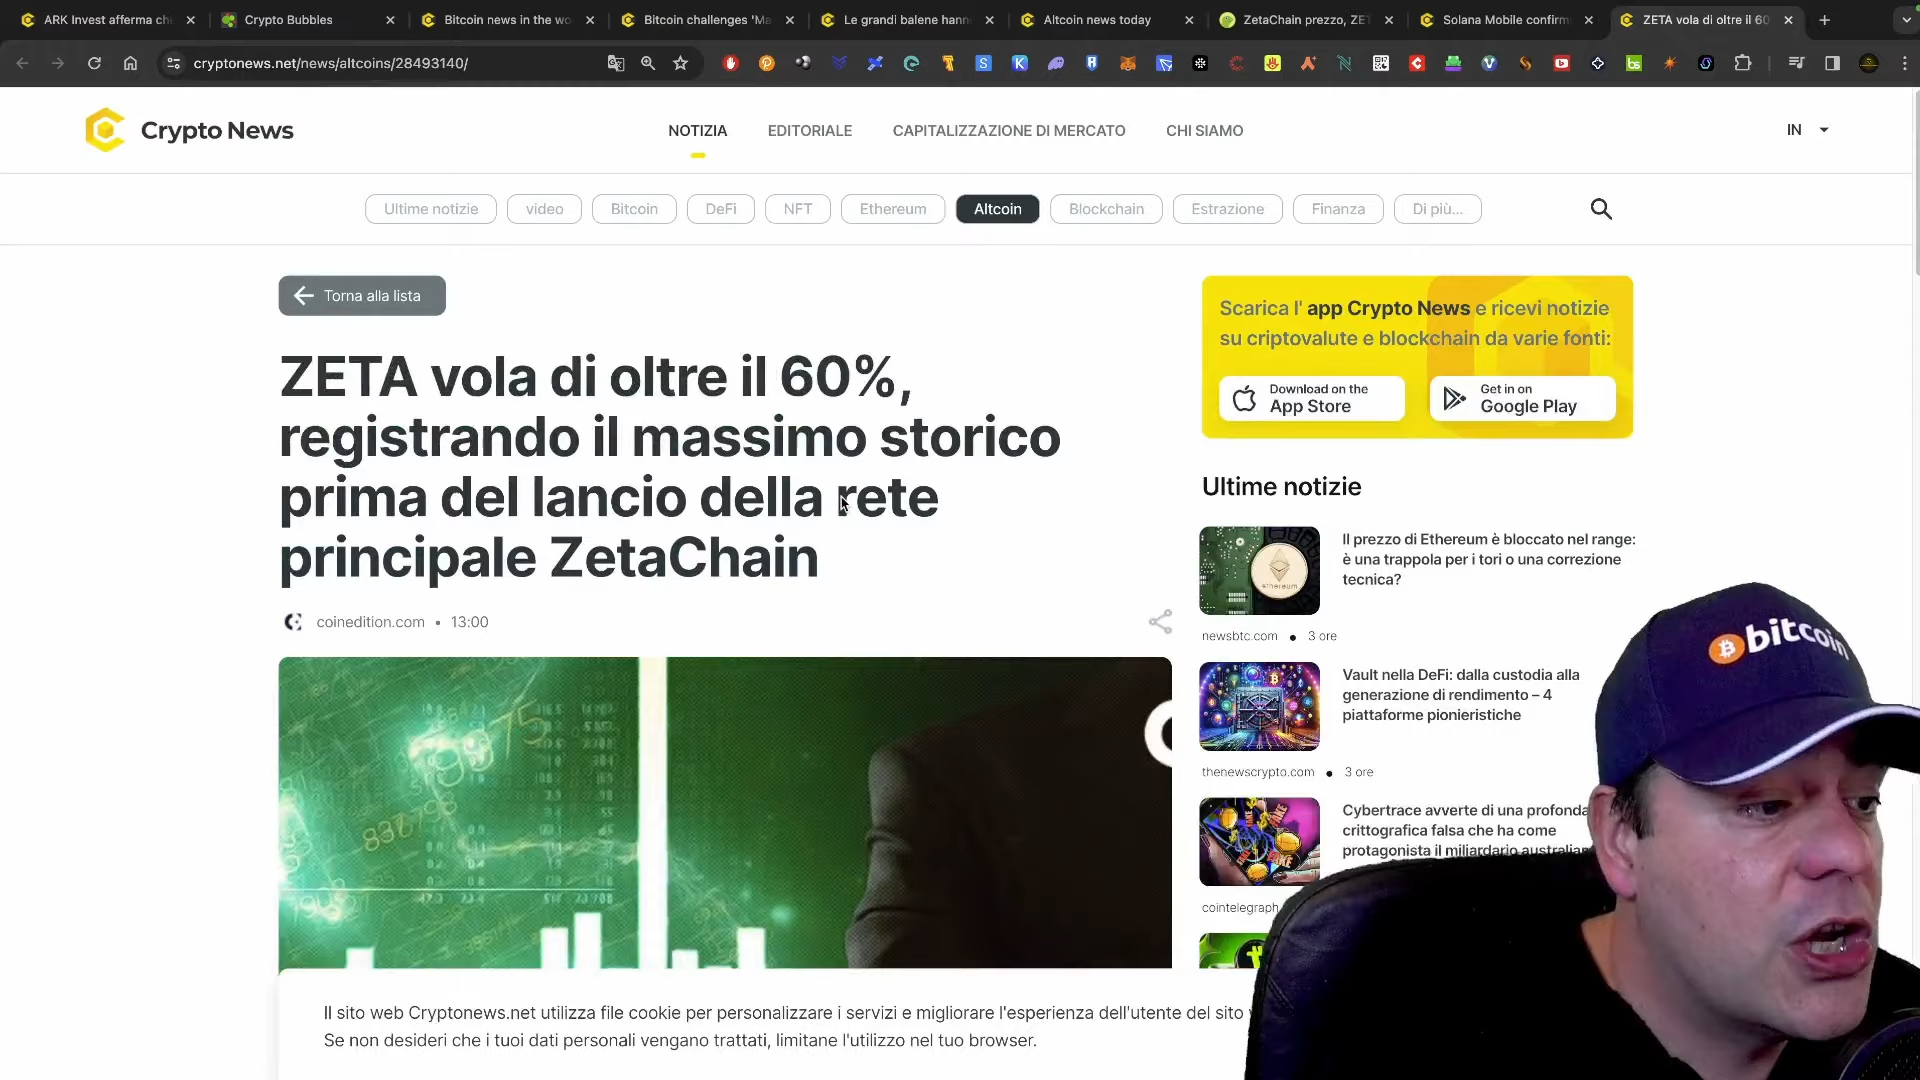 ARK Invest afferma ch
Crypto Bubbles
Bitcoin news in the wo
Bitcoin challenges 'Ma
Le grandi balene hann
Altcoin news today
ZetaChain prezzo, ZET
Solana Mobile conferm
ZETA vola di oltre il 60
cryptonews.net/news/altcoins/28493140/
Crypto News
NOTIZIA
EDITORIALE
CAPITALIZZAZIONE DI MERCATO
CHI SIAMO
IN
Ultime notizie
video
Bitcoin
DeFi
NFT
Ethereum
Altcoin
Blockchain
Estrazione
Finanza
Di più...
Torna alla lista
ZETA vola di oltre il 60%,
registrando il massimo storico
prima del lancio della rete
principale ZetaChain
coinedition.com • 13:00
Scarica l' app Crypto News e ricevi notizie
su criptovalute e blockchain da varie fonti:
Download on the
App Store
Get in on
Google Play
Ultime notizie
Il prezzo di Ethereum è bloccato nel range:
è una trappola per i tori o una correzione
tecnica?
newsbtc.com • 3 ore
Vault nella DeFi: dalla custodia alla
generazione di rendimento – 4
piattaforme pionieristiche
thenewscrypto.com • 3 ore
Cybertrace avverte di una profonda
crittografica falsa che ha come
protagonista il miliardario australian
cointelegraph
bitcoin
Il sito web Cryptonews.net utilizza file cookie per personalizzare i servizi e migliorare l'esperienza dell'utente del sito
Se non desideri che i tuoi dati personali vengano trattati, limitane l'utilizzo nel tuo browser.